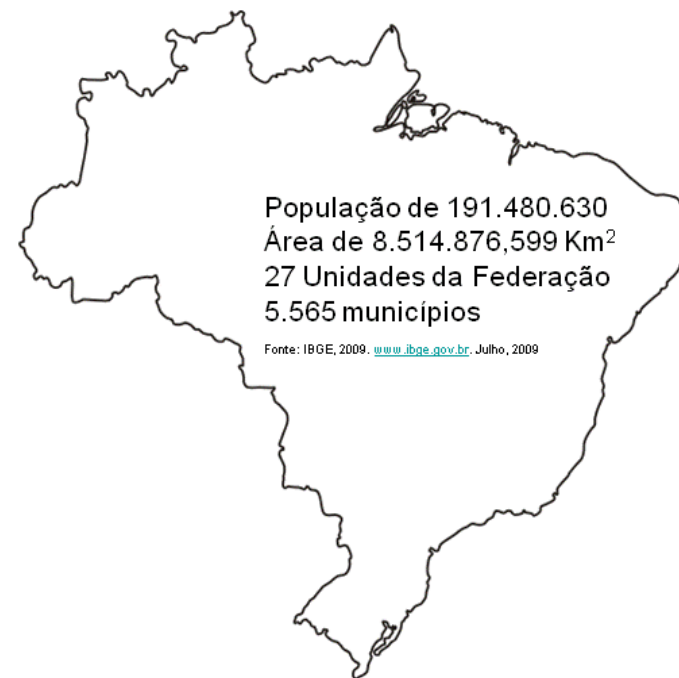 População de 191.480.630
Área de 8.514.876,599 Km²
27 Unidades da Federação
5.565 municípios
Fonte: IBGE, 2009. www.ibge.gov.br. Julho, 2009